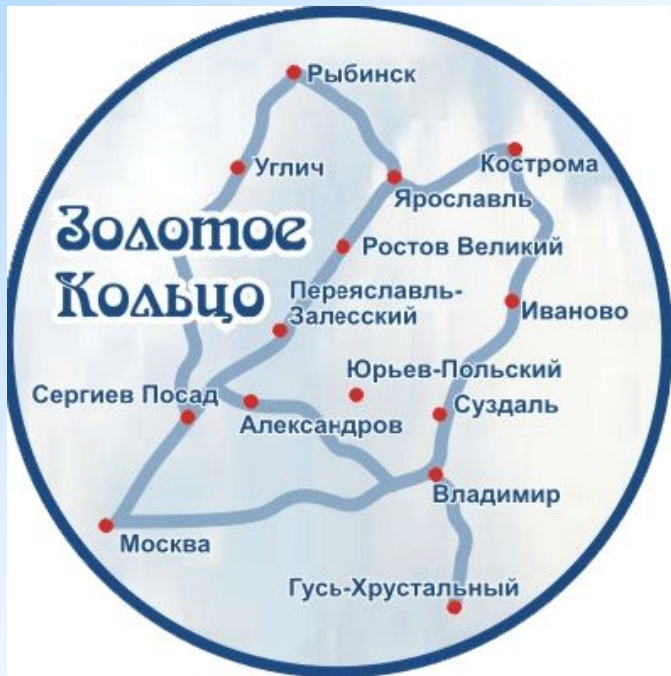 Рыбинск
Углич
Кострома
Ярославль
Золотое
Кольцо
Ростов Великий
Переяславль-
Залесский
Иваново
Юрьев-Польский
Сергиев Посад
Александров
Суздаль
Владимир
Москва
Гусь-Хрустальный